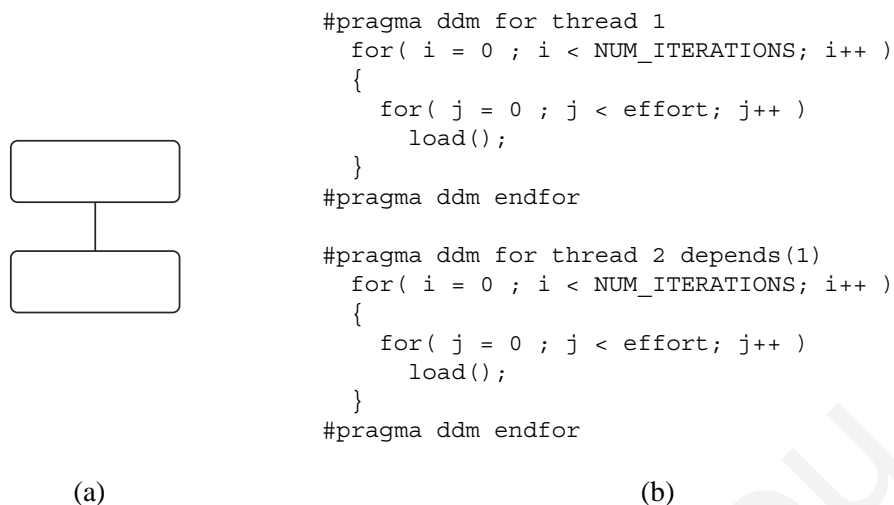 #pragma ddm for thread 1
for( i = 0 ; i < NUM_ITERATIONS; i++ )
{
for( j = 0 ; j < effort; j++ )
load();
}
#pragma ddm endfor
#pragma ddm for thread 2 depends(1)
for( i = 0 ; i < NUM_ITERATIONS; i++ )
{
for( j = 0 ; j < effort; j++ )
load();
}
#pragma ddm endfor
(a)
(b)